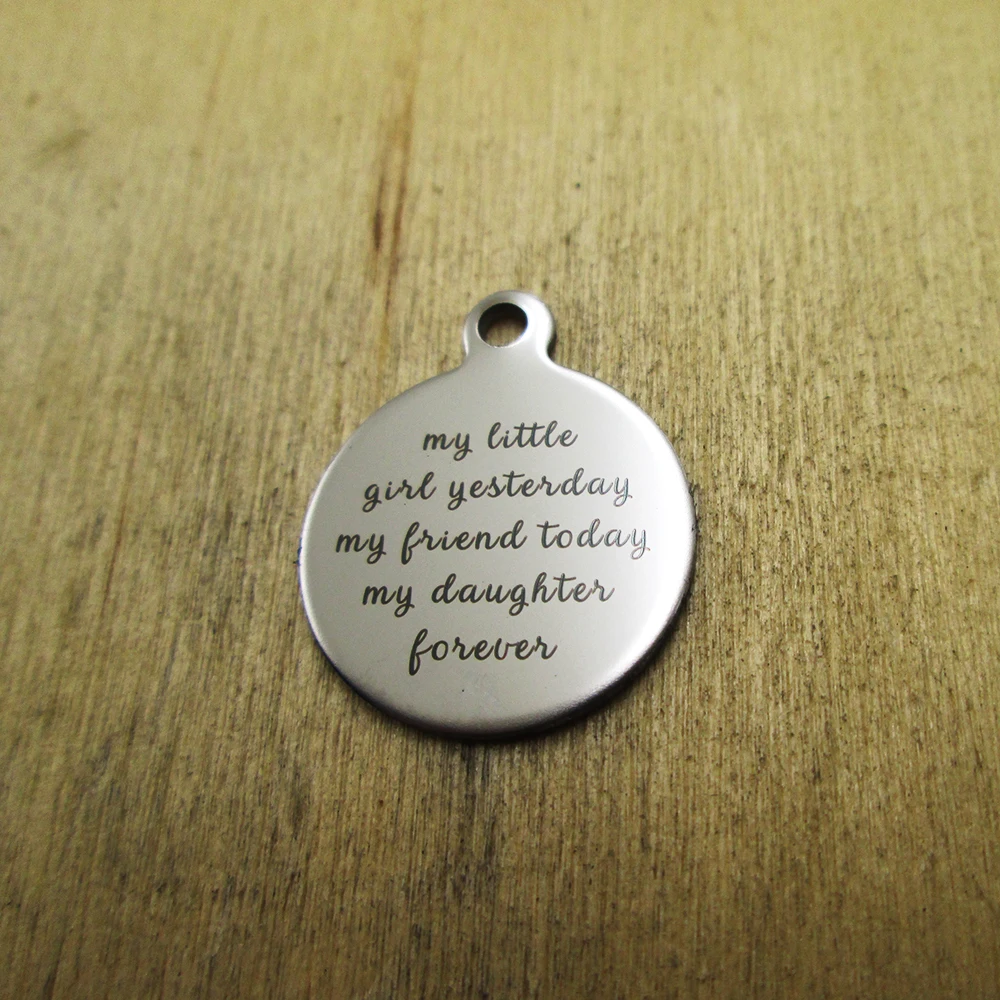 my little
girl yesterday
my friend today
my daughter
forever